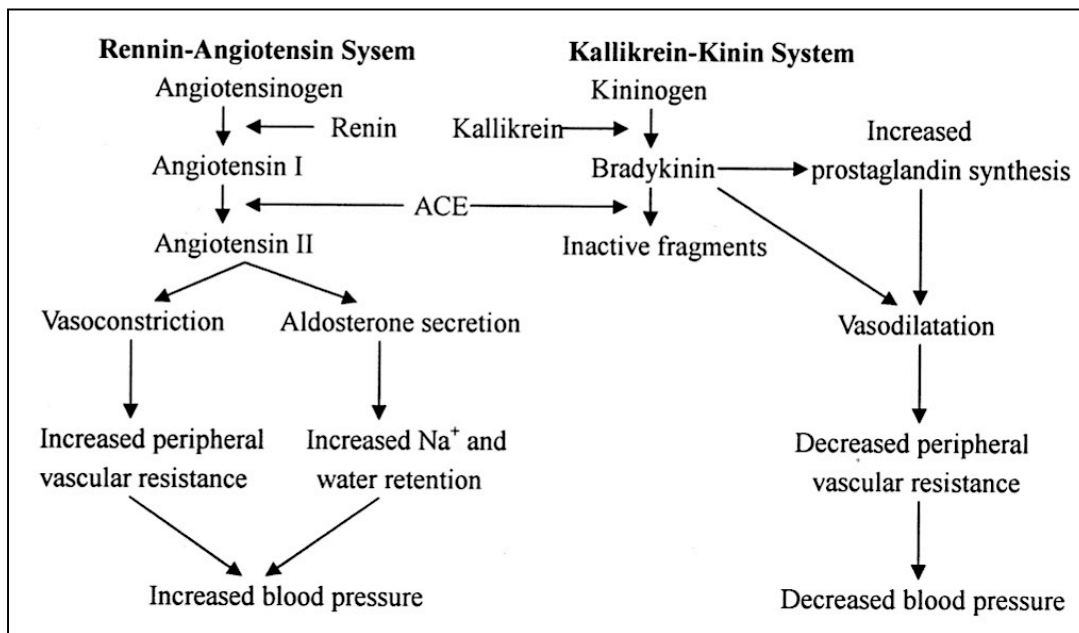 Rennin-Angiotensin Sysem
Kallikrein-Kinin System
Angiotensinogen
Kininogen
Renin
Kallikrein
Increased
prostaglandin synthesis
Angiotensin I
Bradykinin
ACE
Angiotensin II
Inactive fragments
Vasoconstriction
Aldosterone secretion
Vasodilatation
Increased peripheral
vascular resistance
Increased Na⁺ and
water retention
Decreased peripheral
vascular resistance
Increased blood pressure
Decreased blood pressure